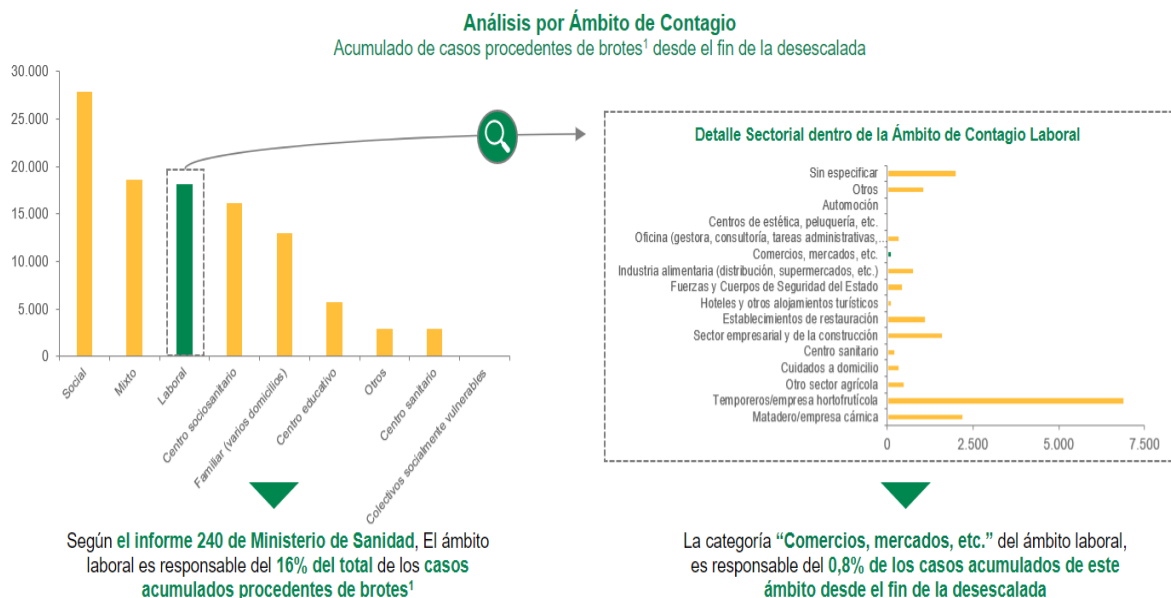 Análisis por Ámbito de Contagio
Acumulado de casos procedentes de brotes¹ desde el fin de la desescalada
30.000
25.000
20.000
15.000
10.000
5.000
0
Social
Mixto
Laboral
Centro sociosanitario
Familiar (varios domicilios)
Centro educativo
Otros
Centro sanitario
Colectivos socialmente vulnerables
Detalle Sectorial dentro de la Ámbito de Contagio Laboral
Sin especificar
Otros
Automoción
Centros de estética, peluquería, etc.
Oficina (gestora, consultoría, tareas administrativas,...
Comercios, mercados, etc.
Industria alimentaria (distribución, supermercados, etc.)
Fuerzas y Cuerpos de Seguridad del Estado
Hoteles y otros alojamientos turísticos
Establecimientos de restauración
Sector empresarial y de la construcción
Centro sanitario
Cuidados a domicilio
Otro sector agrícola
Temporeros/empresa hortofrutícola
Matadero/empresa cárnica
0 2.500 5.000 7.500
Según el informe 240 de Ministerio de Sanidad, El ámbito
laboral es responsable del 16% del total de los casos
acumulados procedentes de brotes¹
La categoría “Comercios, mercados, etc.” del ámbito laboral,
es responsable del 0,8% de los casos acumulados de este
ámbito desde el fin de la desescalada